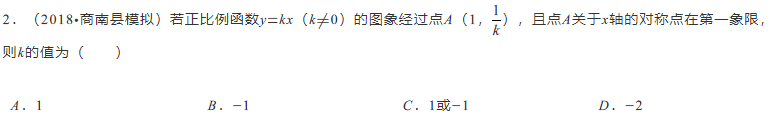 2．（2018•商南县模拟）若正比例函数y=kx（k≠0）的图象经过点A（1，1/k），且点A关于x轴的对称点在第一象限，
则k的值为（　　）
A．1　B．−1　C．1或−1　D．−2